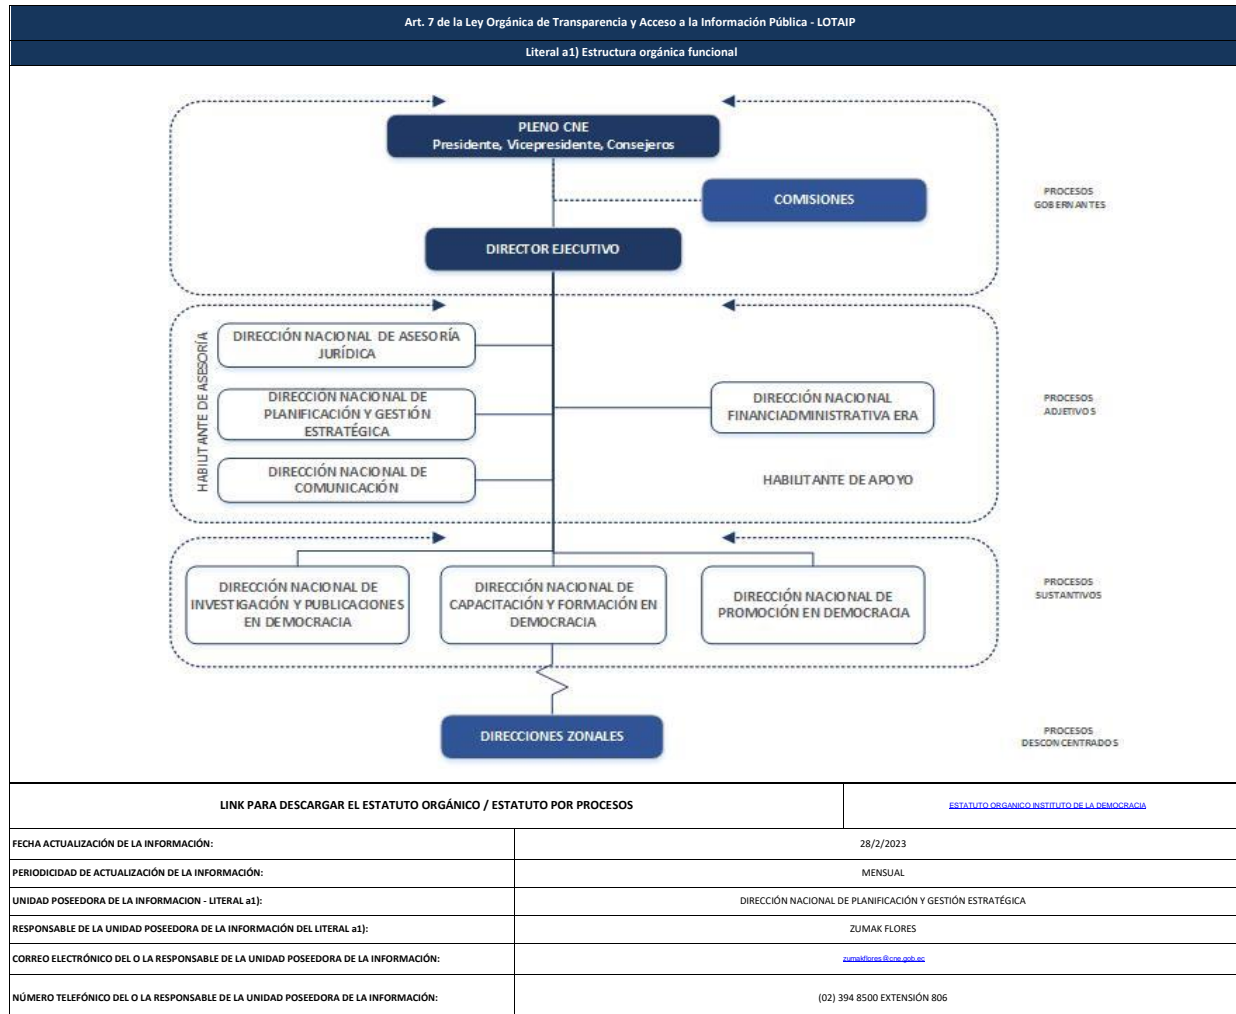 Art. 7 de la Ley Orgánica de Transparencia y Acceso a la Información Pública - LOTAIP
Literal a1) Estructura orgánica funcional
PLENO CNE
Presidente, Vicepresidente, Consejeros
COMISIONES
PROCESOS
GOBERNANTES
DIRECTOR EJECUTIVO
HABILITANTE DE ASESORÍA
DIRECCIÓN NACIONAL DE ASESORÍA
JURÍDICA
DIRECCIÓN NACIONAL DE
PLANIFICACIÓN Y GESTIÓN
ESTRATÉGICA
DIRECCIÓN NACIONAL DE
COMUNICACIÓN
DIRECCIÓN NACIONAL
FINANCIADMINISTRATIVA ERA
HABILITANTE DE APOYO
PROCESOS
ADJETIVOS
DIRECCIÓN NACIONAL DE
INVESTIGACIÓN Y PUBLICACIONES
EN DEMOCRACIA
DIRECCIÓN NACIONAL DE
CAPACITACIÓN Y FORMACIÓN EN
DEMOCRACIA
DIRECCIÓN NACIONAL DE
PROMOCIÓN EN DEMOCRACIA
PROCESOS
SUSTANTIVOS
DIRECCIONES ZONALES
PROCESOS
DESCONCENTRADOS
LINK PARA DESCARGAR EL ESTATUTO ORGÁNICO / ESTATUTO POR PROCESOS
ESTATUTO ORGANICO INSTITUTO DE LA DEMOCRACIA
FECHA ACTUALIZACIÓN DE LA INFORMACIÓN:
28/2/2023
PERIODICIDAD DE ACTUALIZACIÓN DE LA INFORMACIÓN:
MENSUAL
UNIDAD POSEEDORA DE LA INFORMACION - LITERAL a1):
DIRECCIÓN NACIONAL DE PLANIFICACIÓN Y GESTIÓN ESTRATÉGICA
RESPONSABLE DE LA UNIDAD POSEEDORA DE LA INFORMACIÓN DEL LITERAL a1):
ZUMAK FLORES
CORREO ELECTRÓNICO DEL O LA RESPONSABLE DE LA UNIDAD POSEEDORA DE LA INFORMACIÓN:
zumakflores@cne.gob.ec
NÚMERO TELEFÓNICO DEL O LA RESPONSABLE DE LA UNIDAD POSEEDORA DE LA INFORMACIÓN:
(02) 394 8500 EXTENSIÓN 806